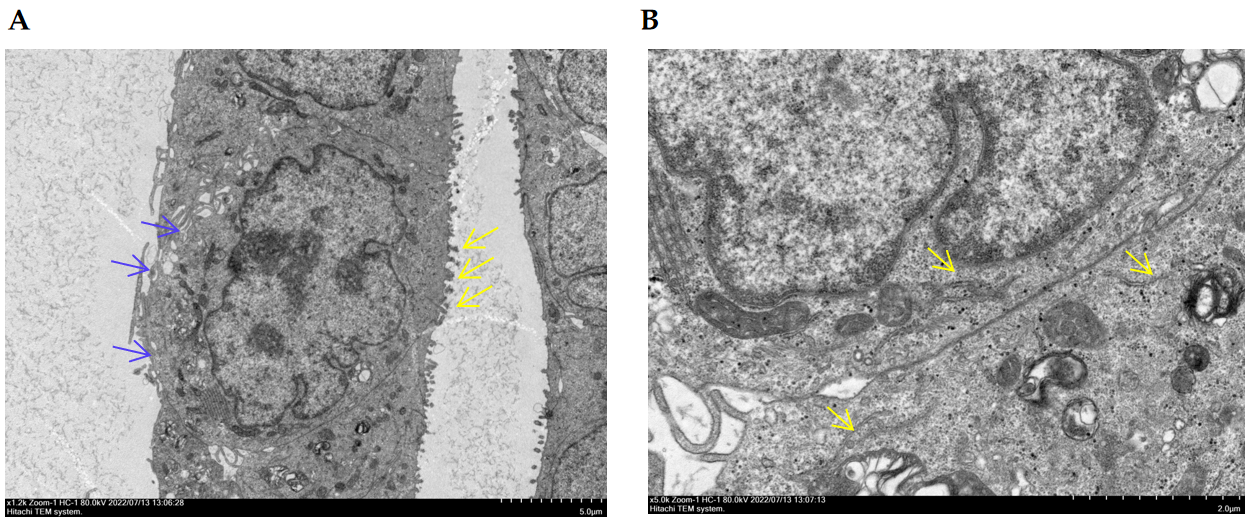 A
B
x1.2k Zoom-1 HC-1 80.0kV 2022/07/13 13:06:28
Hitachi TEM system.
5.0µm
x5.0k Zoom-1 HC-1 80.0kV 2022/07/13 13:07:13
Hitachi TEM system.
2.0µm